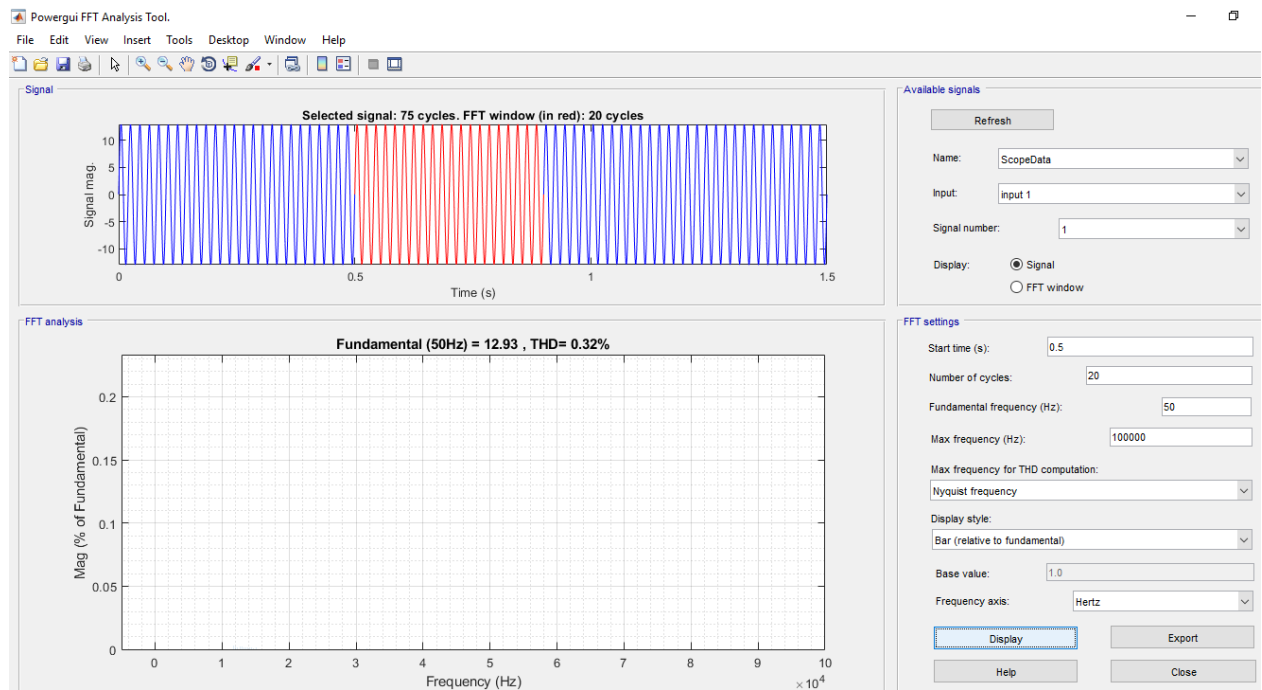 Powergui FFT Analysis Tool.
File Edit View Insert Tools Desktop Window Help
Signal
Selected signal: 75 cycles. FFT window (in red): 20 cycles
Signal mag.
10
5
0
-5
-10
0 0.5 1 1.5
Time (s)
FFT analysis
Fundamental (50Hz) = 12.93 , THD= 0.32%
Mag (% of Fundamental)
0.2
0.15
0.1
0.05
0
0 1 2 3 4 5 6 7 8 9 10
Frequency (Hz)
×10^4
Available signals
Refresh
Name: ScopeData
Input: input 1
Signal number: 1
Display: Signal
FFT window
FFT settings
Start time (s): 0.5
Number of cycles: 20
Fundamental frequency (Hz): 50
Max frequency (Hz): 100000
Max frequency for THD computation:
Nyquist frequency
Display style:
Bar (relative to fundamental)
Base value: 1.0
Frequency axis: Hertz
Display Export
Help Close